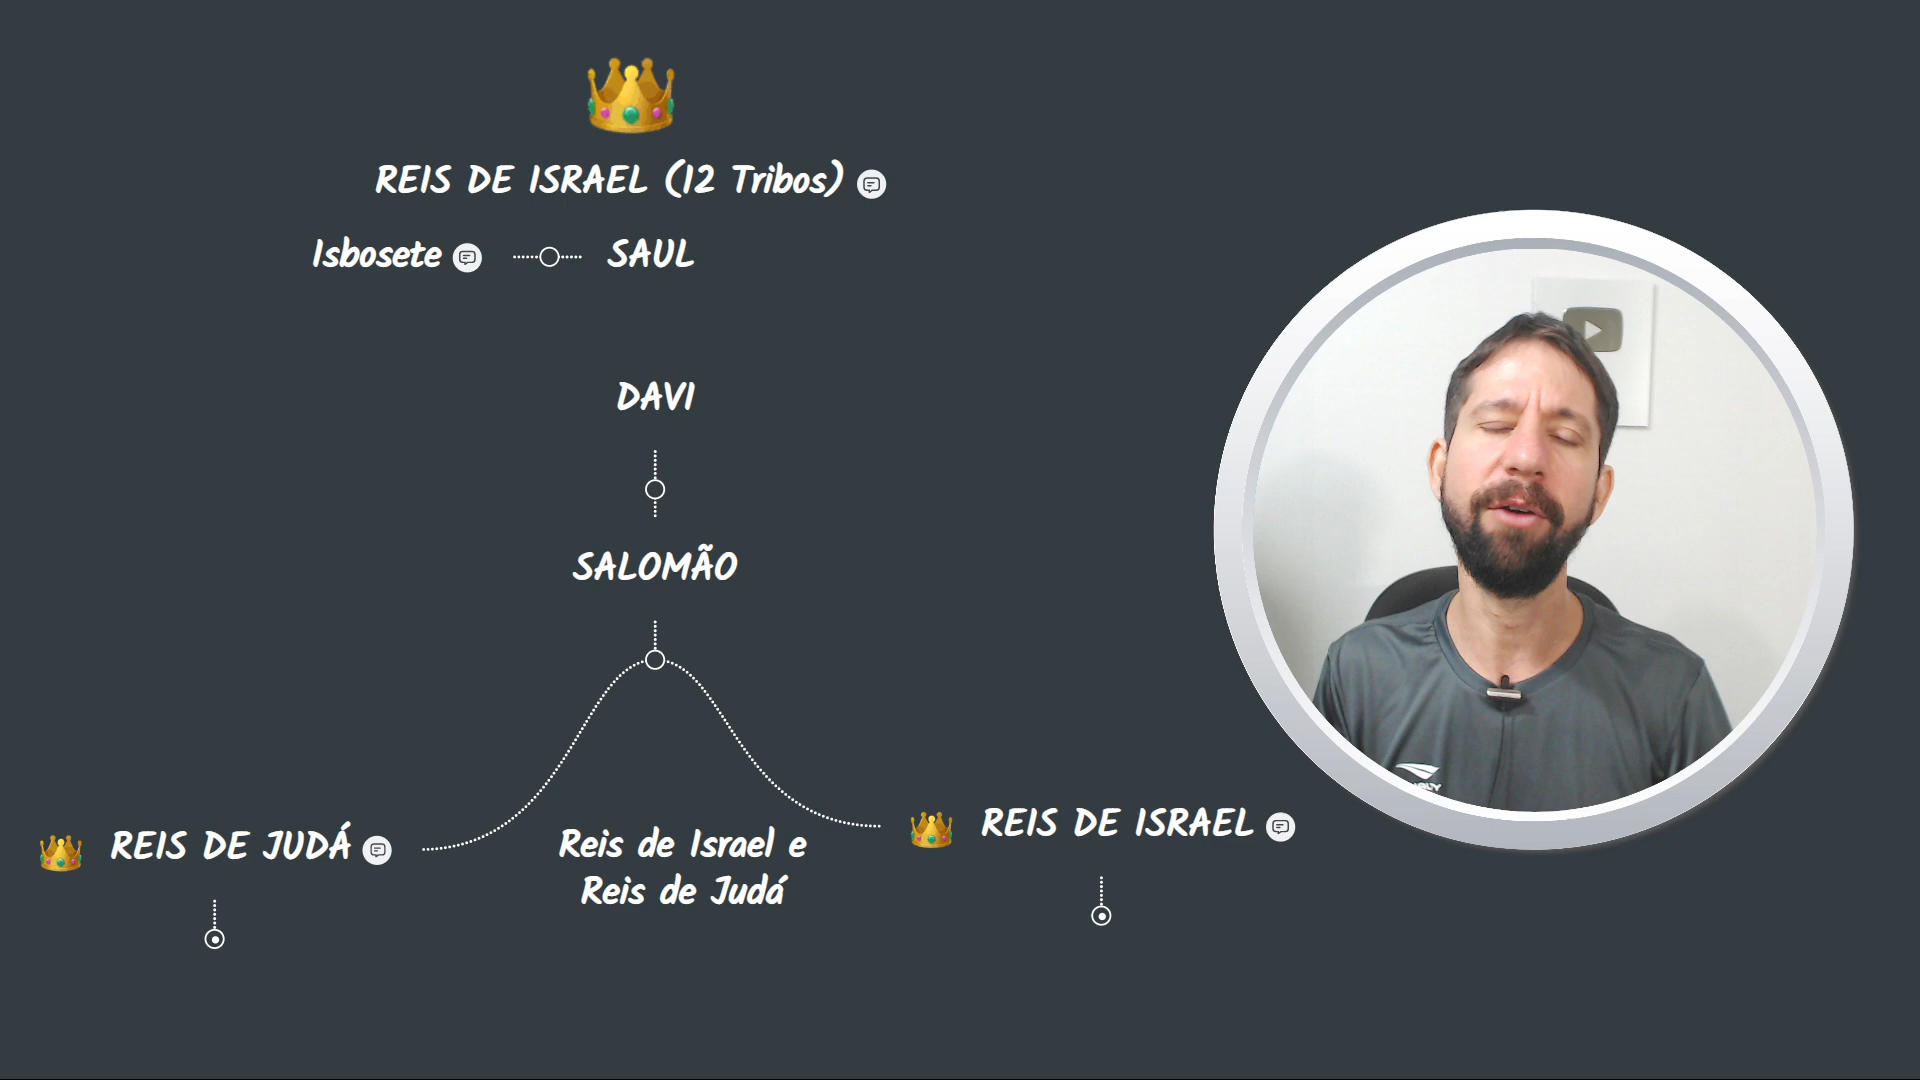 REIS DE ISRAEL (12 Tribos)
Isbosete
SAUL
DAVI
SALOMÃO
REIS DE JUDÁ
Reis de Israel e
Reis de Judá
REIS DE ISRAEL